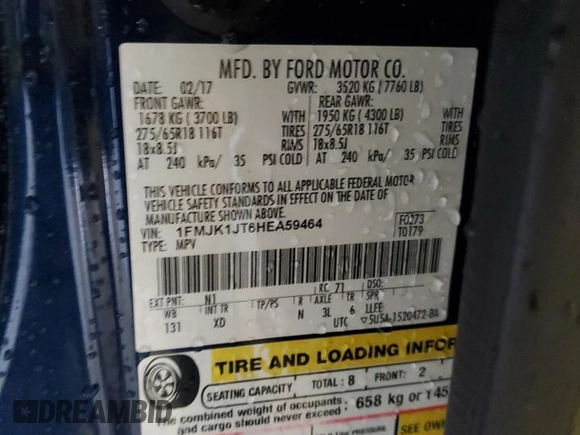 MFD. BY FORD MOTOR CO.
DATE: 02/17 GVWR: 3520 KG ( 7760 LB)
FRONT GAWR: REAR GAWR:
1678 KG ( 3700 LB) WITH 1950 KG ( 4300 LB) WITH
275/65R18 116T TIRES 275/65R18 116T TIRES
18x8.5J RIMS 18x8.5J RIMS
AT 240 kPa/ 35 PSI COLD AT 240 kPa/ 35 PSI COLD
THIS VEHICLE CONFORMS TO ALL APPLICABLE FEDERAL MOTOR
VEHICLE SAFETY STANDARDS IN EFFECT ON THE DATE OF
MANUFACTURE SHOWN ABOVE.
VIN: 1FMJK1JT6HEA59464 F0273
TYPE: MPV T0179
EXT PNT: N1 RC: 71 DSO:
WB INT TR TP/PS R AXLE TR SPR
131 XD N 3L 6 LLFE
UTC ▽5U5A-1520472-BA
TIRE AND LOADING INFOR
SEATING CAPACITY TOTAL: 8 FRONT: 2
The combined weight of occupants 658 kg or 145
and cargo should never exceed:
SEE OWN
DREAMBID